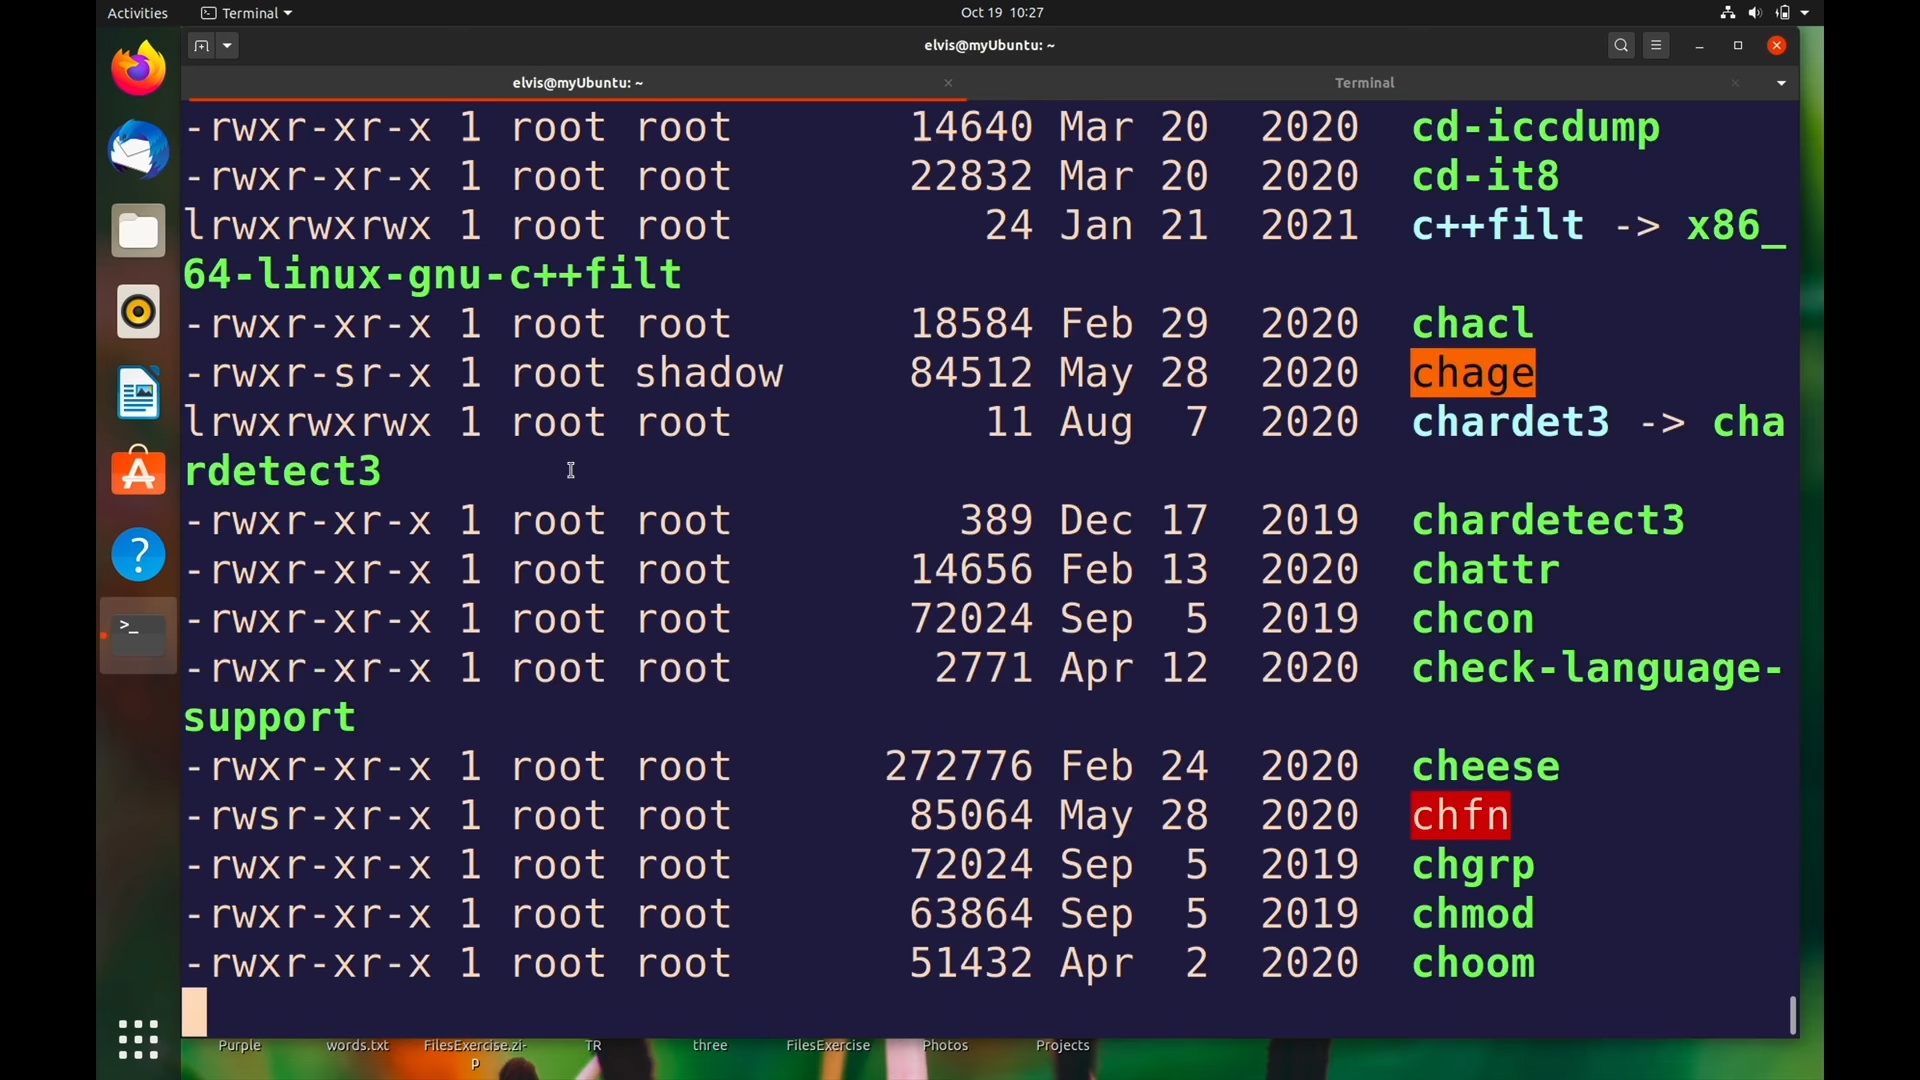 Activities Terminal Oct 19 10:27
elvis@myUbuntu: ~
elvis@myUbuntu: ~ Terminal
-rwxr-xr-x 1 root root 14640 Mar 20 2020 cd-iccdump
-rwxr-xr-x 1 root root 22832 Mar 20 2020 cd-it8
lrwxrwxrwx 1 root root 24 Jan 21 2021 c++filt -> x86_
64-linux-gnu-c++filt
-rwxr-xr-x 1 root root 18584 Feb 29 2020 chacl
-rwxr-sr-x 1 root shadow 84512 May 28 2020 chage
lrwxrwxrwx 1 root root 11 Aug 7 2020 chardet3 -> cha
rdetect3
-rwxr-xr-x 1 root root 389 Dec 17 2019 chardetect3
-rwxr-xr-x 1 root root 14656 Feb 13 2020 chattr
-rwxr-xr-x 1 root root 72024 Sep 5 2019 chcon
-rwxr-xr-x 1 root root 2771 Apr 12 2020 check-language-
support
-rwxr-xr-x 1 root root 272776 Feb 24 2020 cheese
-rwsr-xr-x 1 root root 85064 May 28 2020 chfn
-rwxr-xr-x 1 root root 72024 Sep 5 2019 chgrp
-rwxr-xr-x 1 root root 63864 Sep 5 2019 chmod
-rwxr-xr-x 1 root root 51432 Apr 2 2020 choom
Purple words.txt FilesExercise.zi- TR three FilesExercise Photos Projects
p